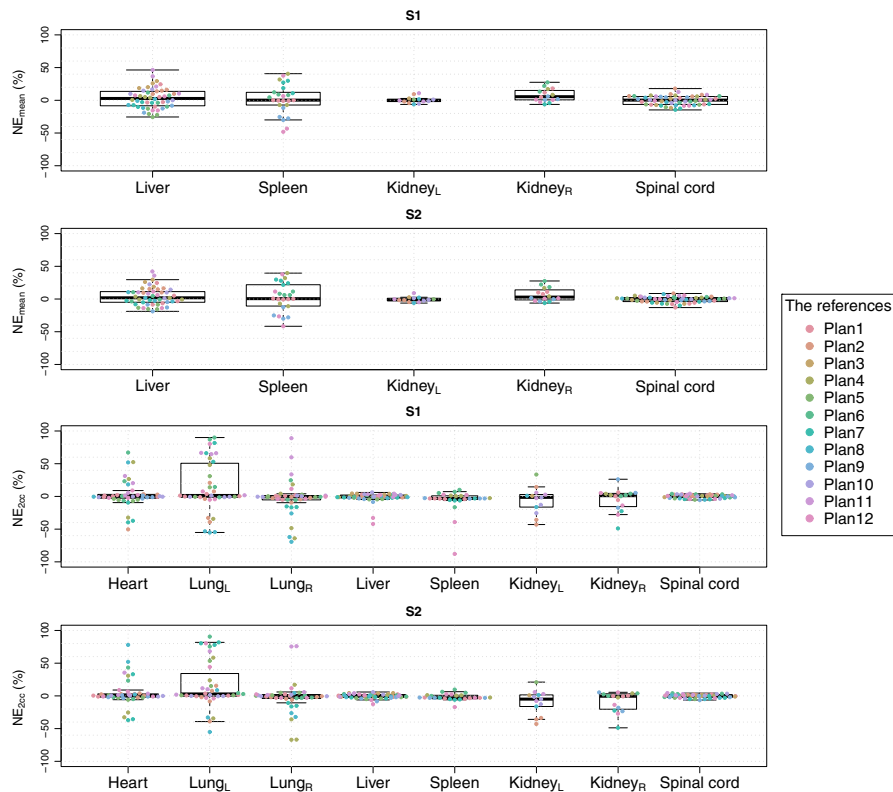 S1
NEmean (%)
100
50
0
−50
−100
Liver Spleen KidneyL KidneyR Spinal cord
S2
NEmean (%)
100
50
0
−50
−100
Liver Spleen KidneyL KidneyR Spinal cord
S1
NE2cc (%)
100
50
0
−50
−100
Heart LungL LungR Liver Spleen KidneyL KidneyR Spinal cord
S2
NE2cc (%)
100
50
0
−50
−100
Heart LungL LungR Liver Spleen KidneyL KidneyR Spinal cord
The references
Plan1
Plan2
Plan3
Plan4
Plan5
Plan6
Plan7
Plan8
Plan9
Plan10
Plan11
Plan12